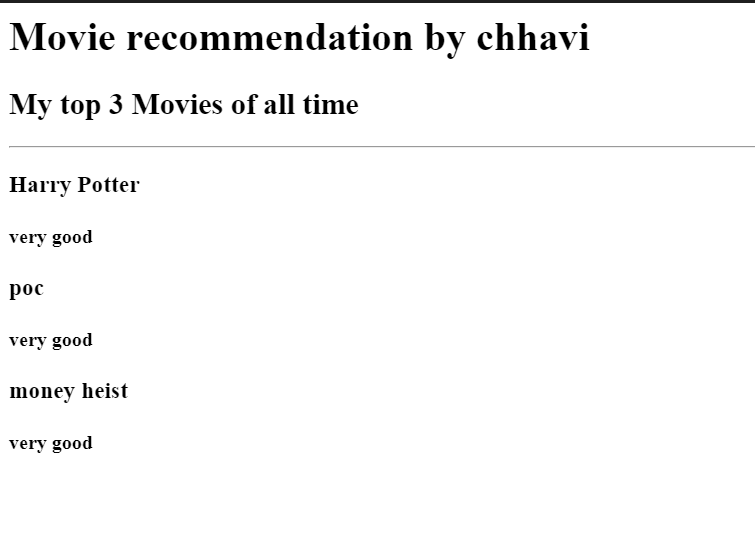 Movie recommendation by chhavi
My top 3 Movies of all time
Harry Potter
very good
poc
very good
money heist
very good